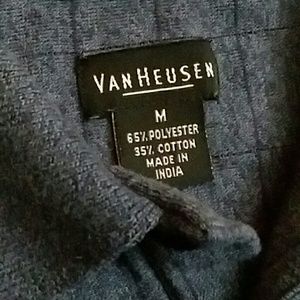 VAN HEUSEN
M
65% POLYESTER
35% COTTON
MADE IN
INDIA